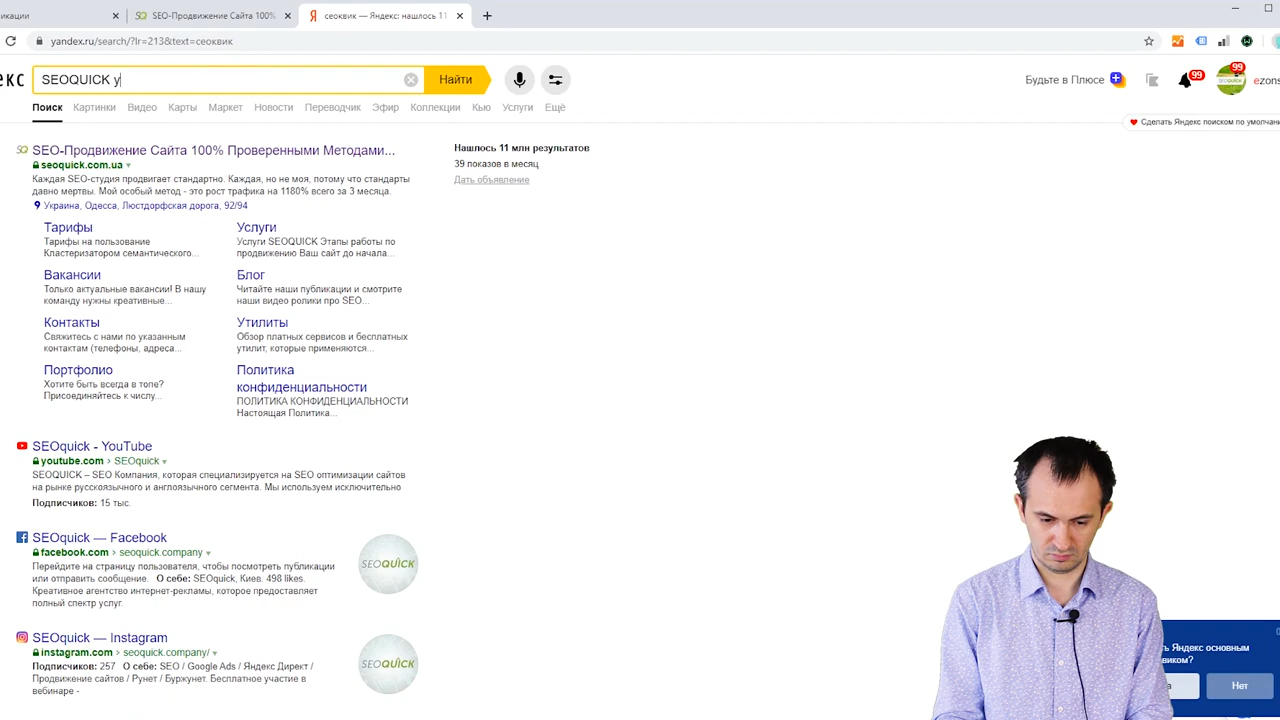 икации
SEO-Продвижение Сайта 100%
сеоквик — Яндекс: нашлось 11
yandex.ru/search/?lr=213&text=сеоквик
екс
SEOQUICK у
Найти
Будьте в Плюсе
99
99
ezons
Поиск Картинки Видео Карты Маркет Новости Переводчик Эфир Коллекции Кью Услуги Ещё
Сделать Яндекс поиском по умолчани
SEO-Продвижение Сайта 100% Проверенными Методами...
seoquick.com.ua
Каждая SEO-студия продвигает стандартно. Каждая, но не моя, потому что стандарты
давно мертвы. Мой особый метод - это рост трафика на 1180% всего за 3 месяца.
Украина, Одесса, Люстдорфская дорога, 92/94
Нашлось 11 млн результатов
39 показов в месяц
Дать объявление
Тарифы
Тарифы на пользование
Кластеризатором семантического...
Услуги
Услуги SEOQUICK Этапы работы по
продвижению Ваш сайт до начала...
Вакансии
Только актуальные вакансии! В нашу
команду нужны креативные...
Блог
Читайте наши публикации и смотрите
наши видео ролики про SEO...
Контакты
Свяжитесь с нами по указанным
контактам (телефоны, адреса...
Утилиты
Обзор платных сервисов и бесплатных
утилит, которые применяются...
Портфолио
Хотите быть всегда в топе?
Присоединяйтесь к числу...
Политика
конфиденциальности
ПОЛИТИКА КОНФИДЕНЦИАЛЬНОСТИ
Настоящая Политика...
SEOquick - YouTube
youtube.com › SEOquick
SEOQUICK – SEO Компания, которая специализируется на SEO оптимизации сайтов
на рынке русскоязычного и англоязычного сегмента. Мы используем исключительно
Подписчиков: 15 тыс.
SEOquick — Facebook
facebook.com › seoquick.company
Перейдите на страницу пользователя, чтобы посмотреть публикации
или отправить сообщение. О себе: SEOquick, Киев. 498 likes.
Креативное агентство интернет-рекламы, которое предоставляет
полный спектр услуг.
SEOQUICK
SEOquick — Instagram
instagram.com › seoquick.company/
Подписчиков: 257 О себе: SEO / Google Ads / Яндекс Директ /
Продвижение сайтов / Рунет / Буржунет. Бесплатное участие в
вебинаре -
SEOQUICK
ть Яндекс основным
виком?
а
Нет